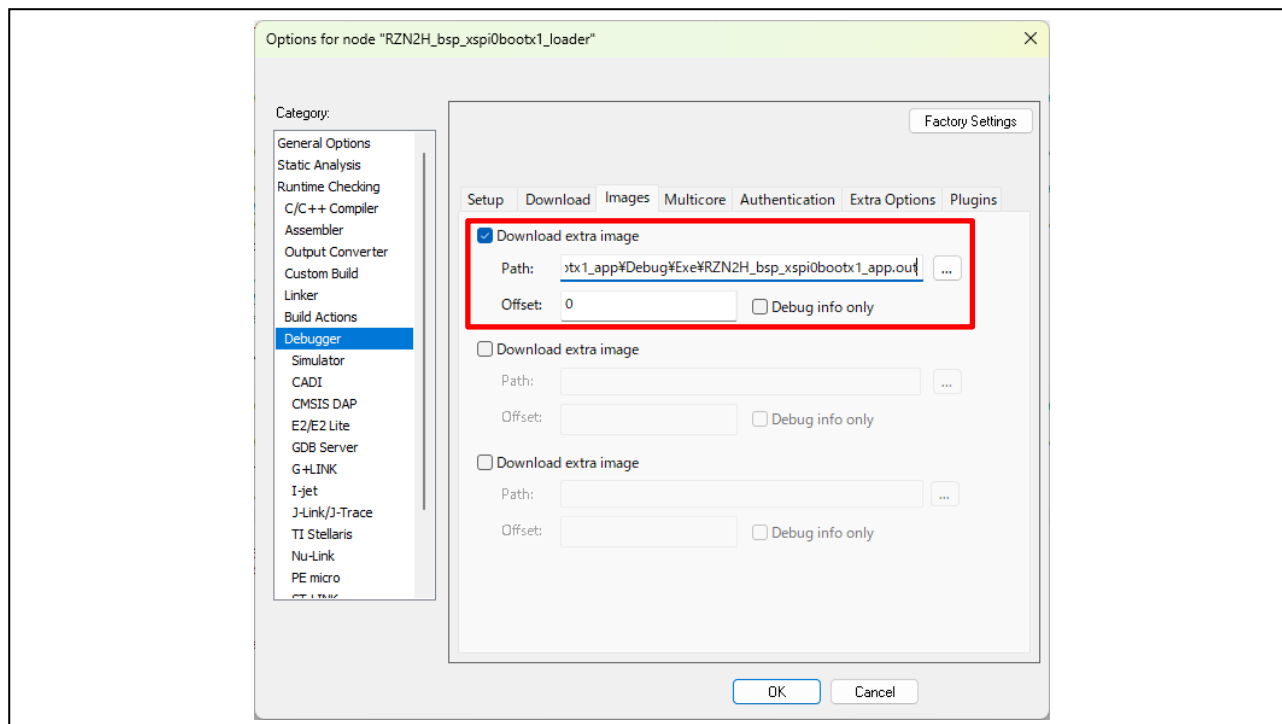 Options for node "RZN2H_bsp_xspi0bootx1_loader"
Category:
Factory Settings
General Options
Static Analysis
Runtime Checking
C/C++ Compiler
Assembler
Output Converter
Custom Build
Linker
Build Actions
Debugger
Simulator
CADI
CMSIS DAP
E2/E2 Lite
GDB Server
G+LINK
I-jet
J-Link/J-Trace
TI Stellaris
Nu-Link
PE micro
Setup Download Images Multicore Authentication Extra Options Plugins
Download extra image
Path: otx1_app¥Debug¥Exe¥RZN2H_bsp_xspi0bootx1_app.out ...
Offset: 0 Debug info only
Download extra image
Path: ...
Offset: Debug info only
Download extra image
Path: ...
Offset: Debug info only
OK Cancel